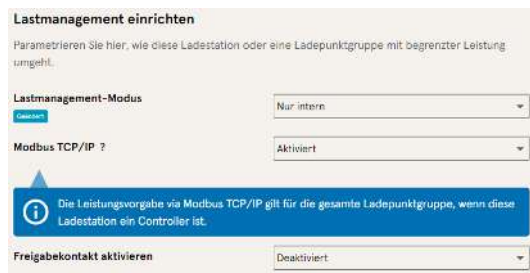 Lastmanagement einrichten
Parametrieren Sie hier, wie diese Ladestation oder eine Ladepunktgruppe mit begrenzter Leistung
umgeht.
Lastmanagement-Modus
Nur intern
Modbus TCP/IP ?
Aktiviert
Die Leistungsvorgabe via Modbus TCP/IP gilt für die gesamte Ladepunktgruppe, wenn diese
Ladestation ein Controller ist.
Freigabekontakt aktivieren
Deaktiviert